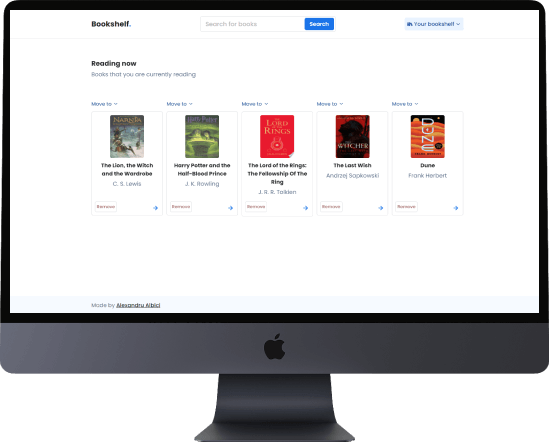 Bookshelf.
Search for books
Search
Your bookshelf
Reading now
Books that you are currently reading
Move to
Move to
Move to
Move to
Move to
NARNIA
Harry Potter
THE LORD OF THE RINGS
WITCHER
DUNE
The Lion, the Witch
and the Wardrobe
C. S. Lewis
Harry Potter and the
Half-Blood Prince
J. K. Rowling
The Lord of the Rings:
The Fellowship Of The
Ring
J. R. R. Tolkien
The Last Wish
Andrzej Sapkowski
Dune
Frank Herbert
Remove
Remove
Remove
Remove
Remove
Made by Alexandru Albici